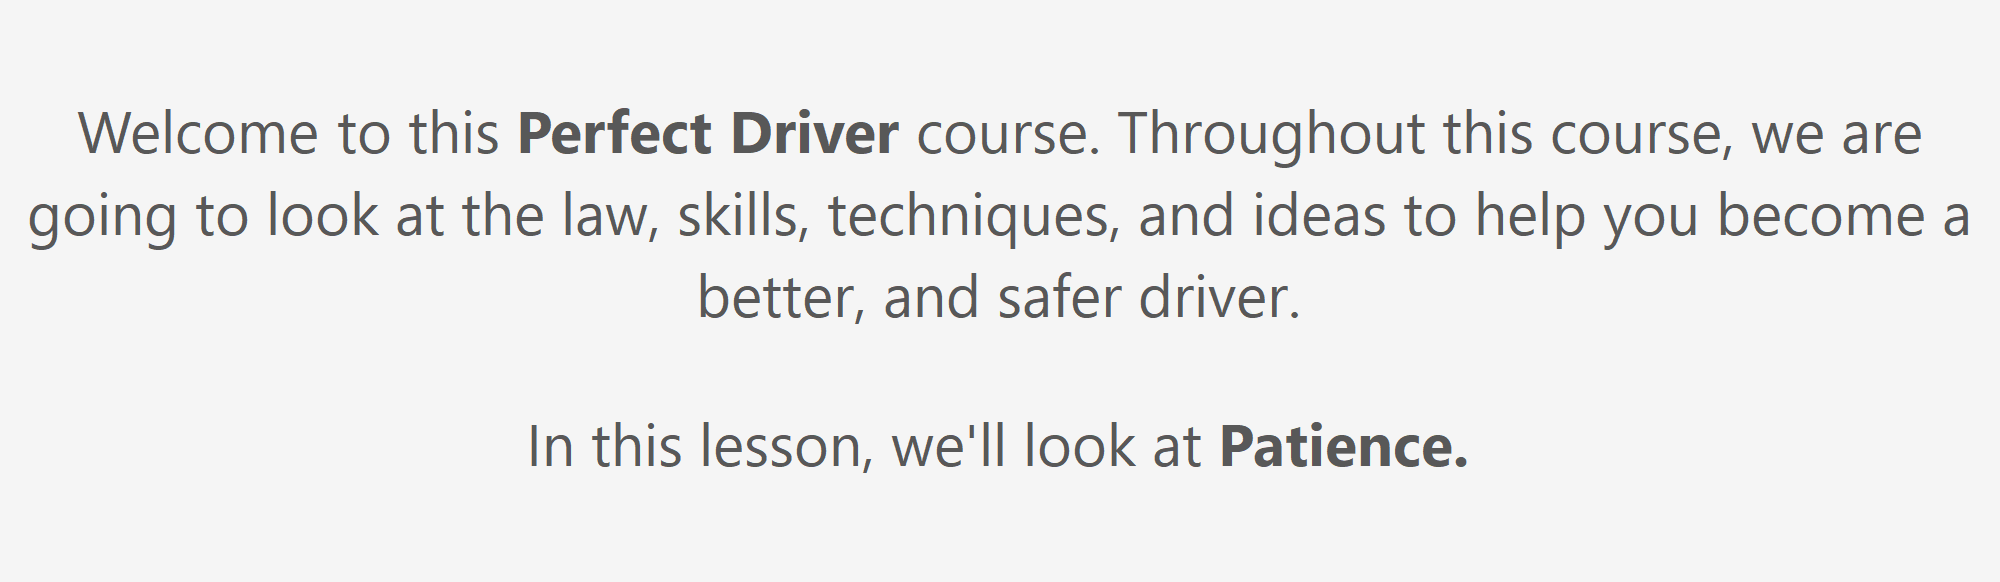 Welcome to this Perfect Driver course. Throughout this course, we are
going to look at the law, skills, techniques, and ideas to help you become a
better, and safer driver.
In this lesson, we'll look at Patience.